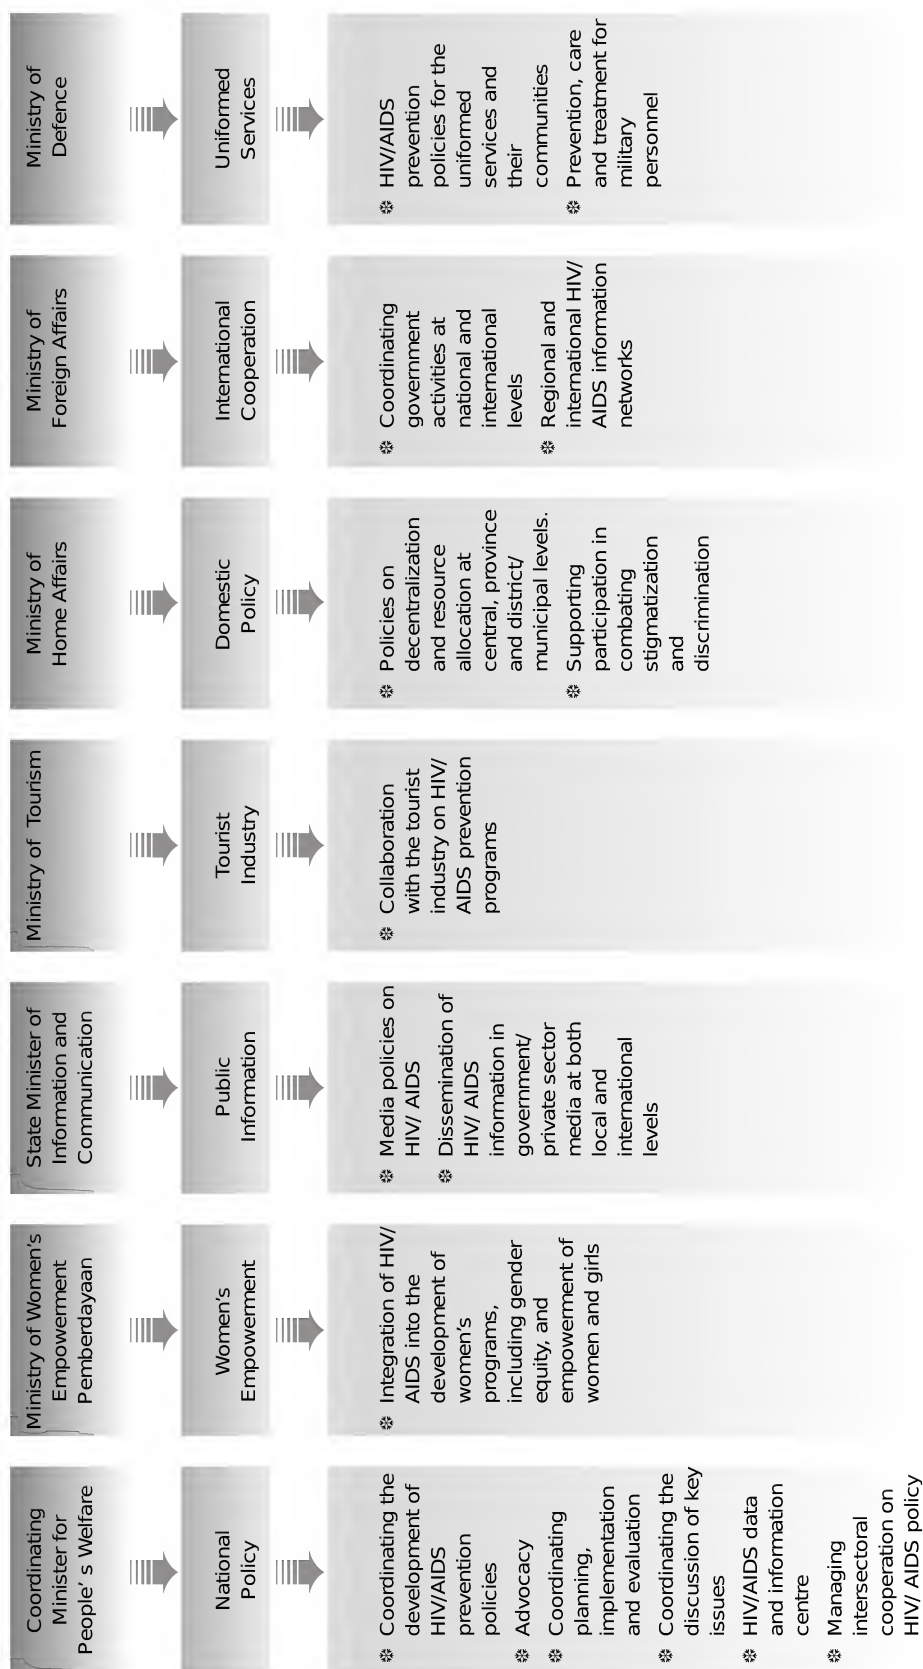 Coordinating
Minister for
People’ s Welfare
National
Policy
❄ Coordinating the
development of
HIV/AIDS
prevention
policies
❄ Advocacy
❄ Coordinating
planning,
implementation
and evaluation
❄ Coordinating the
discussion of key
issues
❄ HIV/AIDS data
and information
centre
❄ Managing
intersectoral
cooperation on
HIV/ AIDS policy
Ministry of Women’s
Empowerment
Pemberdayaan
Women’s
Empowerment
❄ Integration of HIV/
AIDS into the
development of
women’s
programs,
including gender
equity, and
empowerment of
women and girls
State Minister of
Information and
Communication
Public
Information
❄ Media policies on
HIV/ AIDS
❄ Dissemination of
HIV/ AIDS
information in
government/
private sector
media at both
local and
international
levels
Ministry of Tourism
Tourist
Industry
❄ Collaboration
with the tourist
industry on HIV/
AIDS prevention
programs
Ministry of
Home Affairs
Domestic
Policy
❄ Policies on
decentralization
and resource
allocation at
central, province
and district/
municipal levels.
❄ Supporting
participation in
combating
stigmatization
and
discrimination
Ministry of
Foreign Affairs
International
Cooperation
❄ Coordinating
government
activities at
national and
international
levels
❄ Regional and
international HIV/
AIDS information
networks
Ministry of
Defence
Uniformed
Services
❄ HIV/AIDS
prevention
policies for the
uniformed
services and
their
communities
❄ Prevention, care
and treatment for
military
personnel